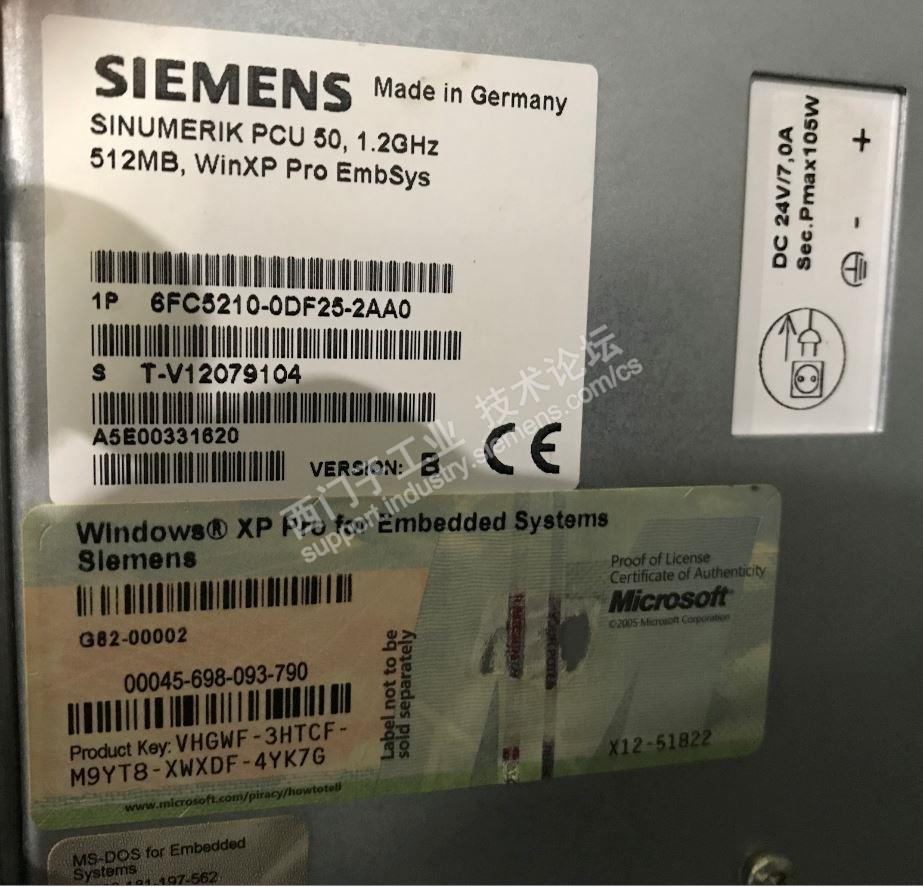 SIEMENS Made in Germany
SINUMERIK PCU 50, 1.2GHz
512MB, WinXP Pro EmbSys
1P 6FC5210-0DF25-2AA0
S T-V12079104
A5E00331620
VERSION: B CE
DC 24V/7,0A
Sec.Pmax105W
+
-
西门子工业 技术论坛
support.industry.siemens.com/cs
Windows® XP Pro for Embedded Systems
Siemens
Proof of License
Certificate of Authenticity
Microsoft
©2005 Microsoft Corporation
G82-00002
00045-698-093-790
Label not to be
sold separately
Product Key: VHGWF-3HTCF-
M9YT8-XWXDF-4YK7G
X12-51822
www.microsoft.com/piracy/howtotell
MS-DOS for Embedded
Systems
181-197-562